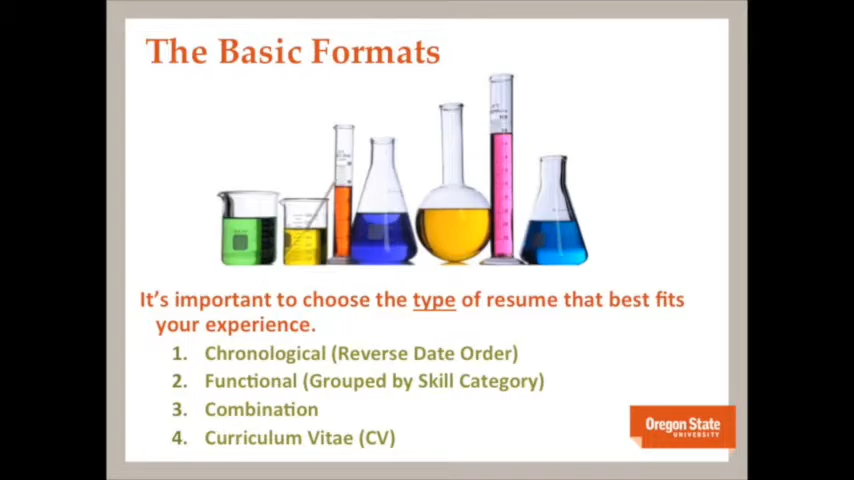 The Basic Formats
It's important to choose the type of resume that best fits
your experience.
1. Chronological (Reverse Date Order)
2. Functional (Grouped by Skill Category)
3. Combination
4. Curriculum Vitae (CV)
Oregon State
UNIVERSITY